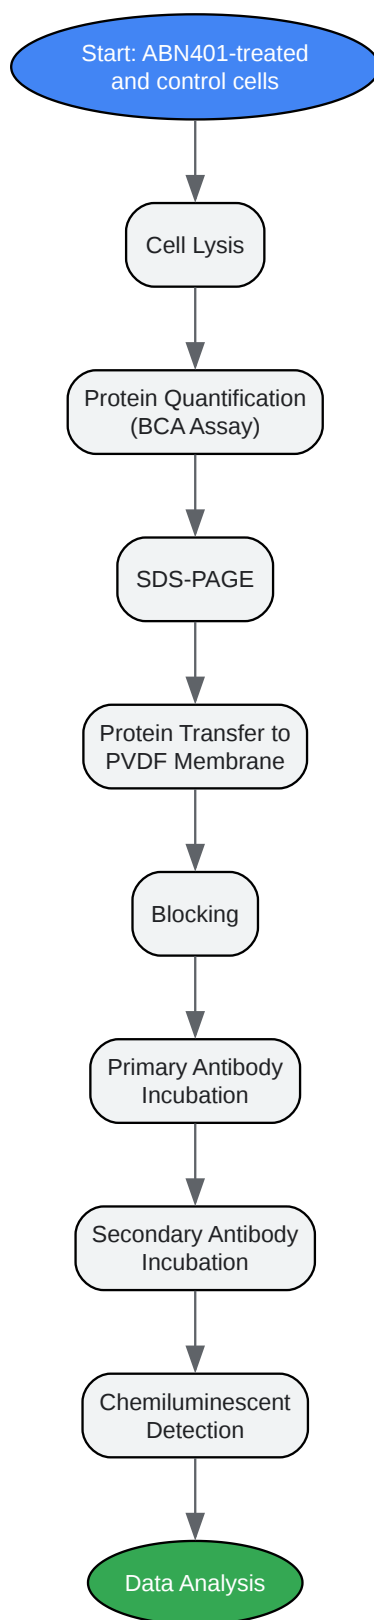 Start: ABN401-treated
and control cells
Cell Lysis
Protein Quantification
(BCA Assay)
SDS-PAGE
Protein Transfer to
PVDF Membrane
Blocking
Primary Antibody
Incubation
Secondary Antibody
Incubation
Chemiluminescent
Detection
Data Analysis